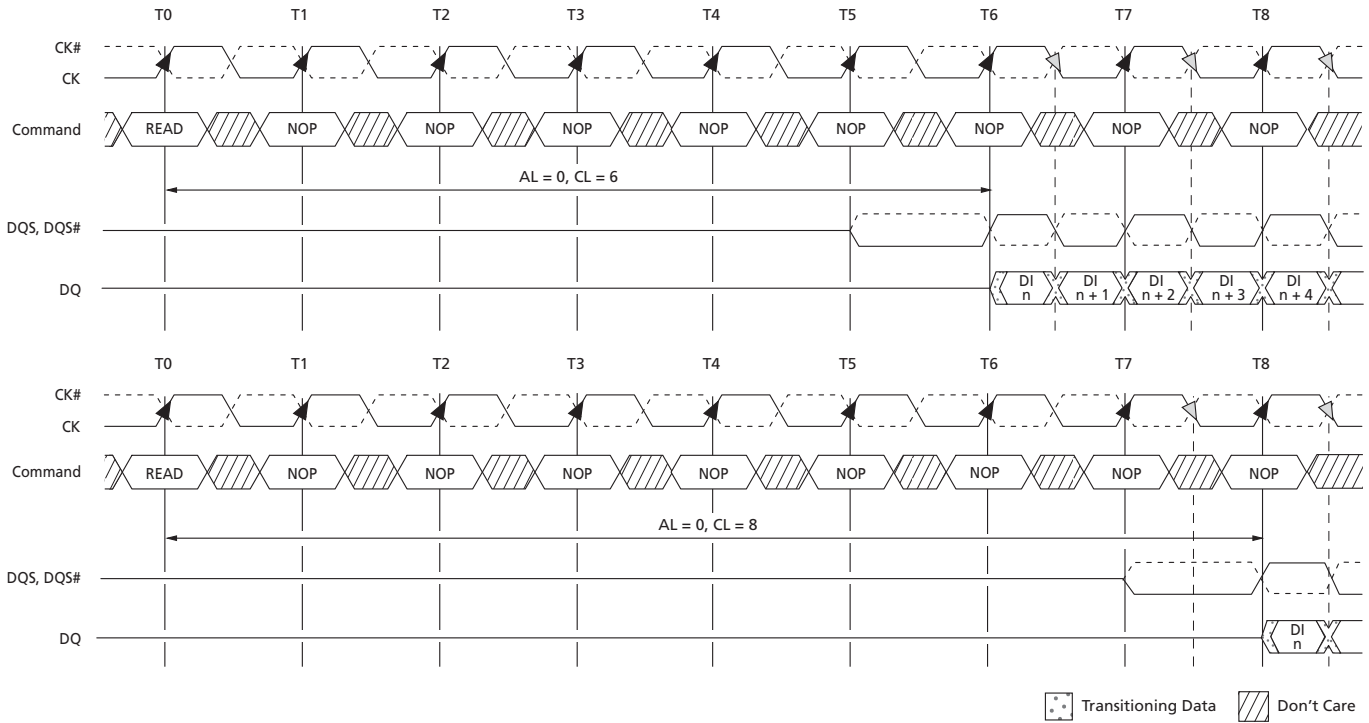 T0 T1 T2 T3 T4 T5 T6 T7 T8
CK#
CK
Command READ NOP NOP NOP NOP NOP NOP NOP NOP
AL = 0, CL = 6
DQS, DQS#
DQ DI n DI n + 1 DI n + 2 DI n + 3 DI n + 4
T0 T1 T2 T3 T4 T5 T6 T7 T8
CK#
CK
Command READ NOP NOP NOP NOP NOP NOP NOP NOP
AL = 0, CL = 8
DQS, DQS#
DQ DI n
Transitioning Data Don't Care